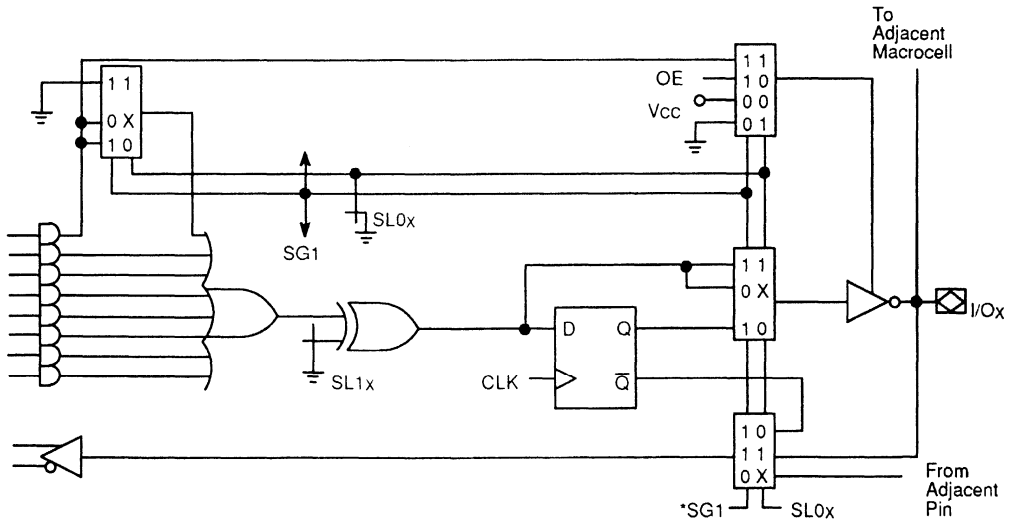 To
Adjacent
Macrocell
1 1
0 X
1 0
OE
VCC
1 1
1 0
0 0
0 1
SL0x
SG1
1 1
0 X
1 0
I/Ox
D Q
CLK Q̅
SL1x
1 0
1 1
0 X
From
Adjacent
Pin
*SG1 SL0x